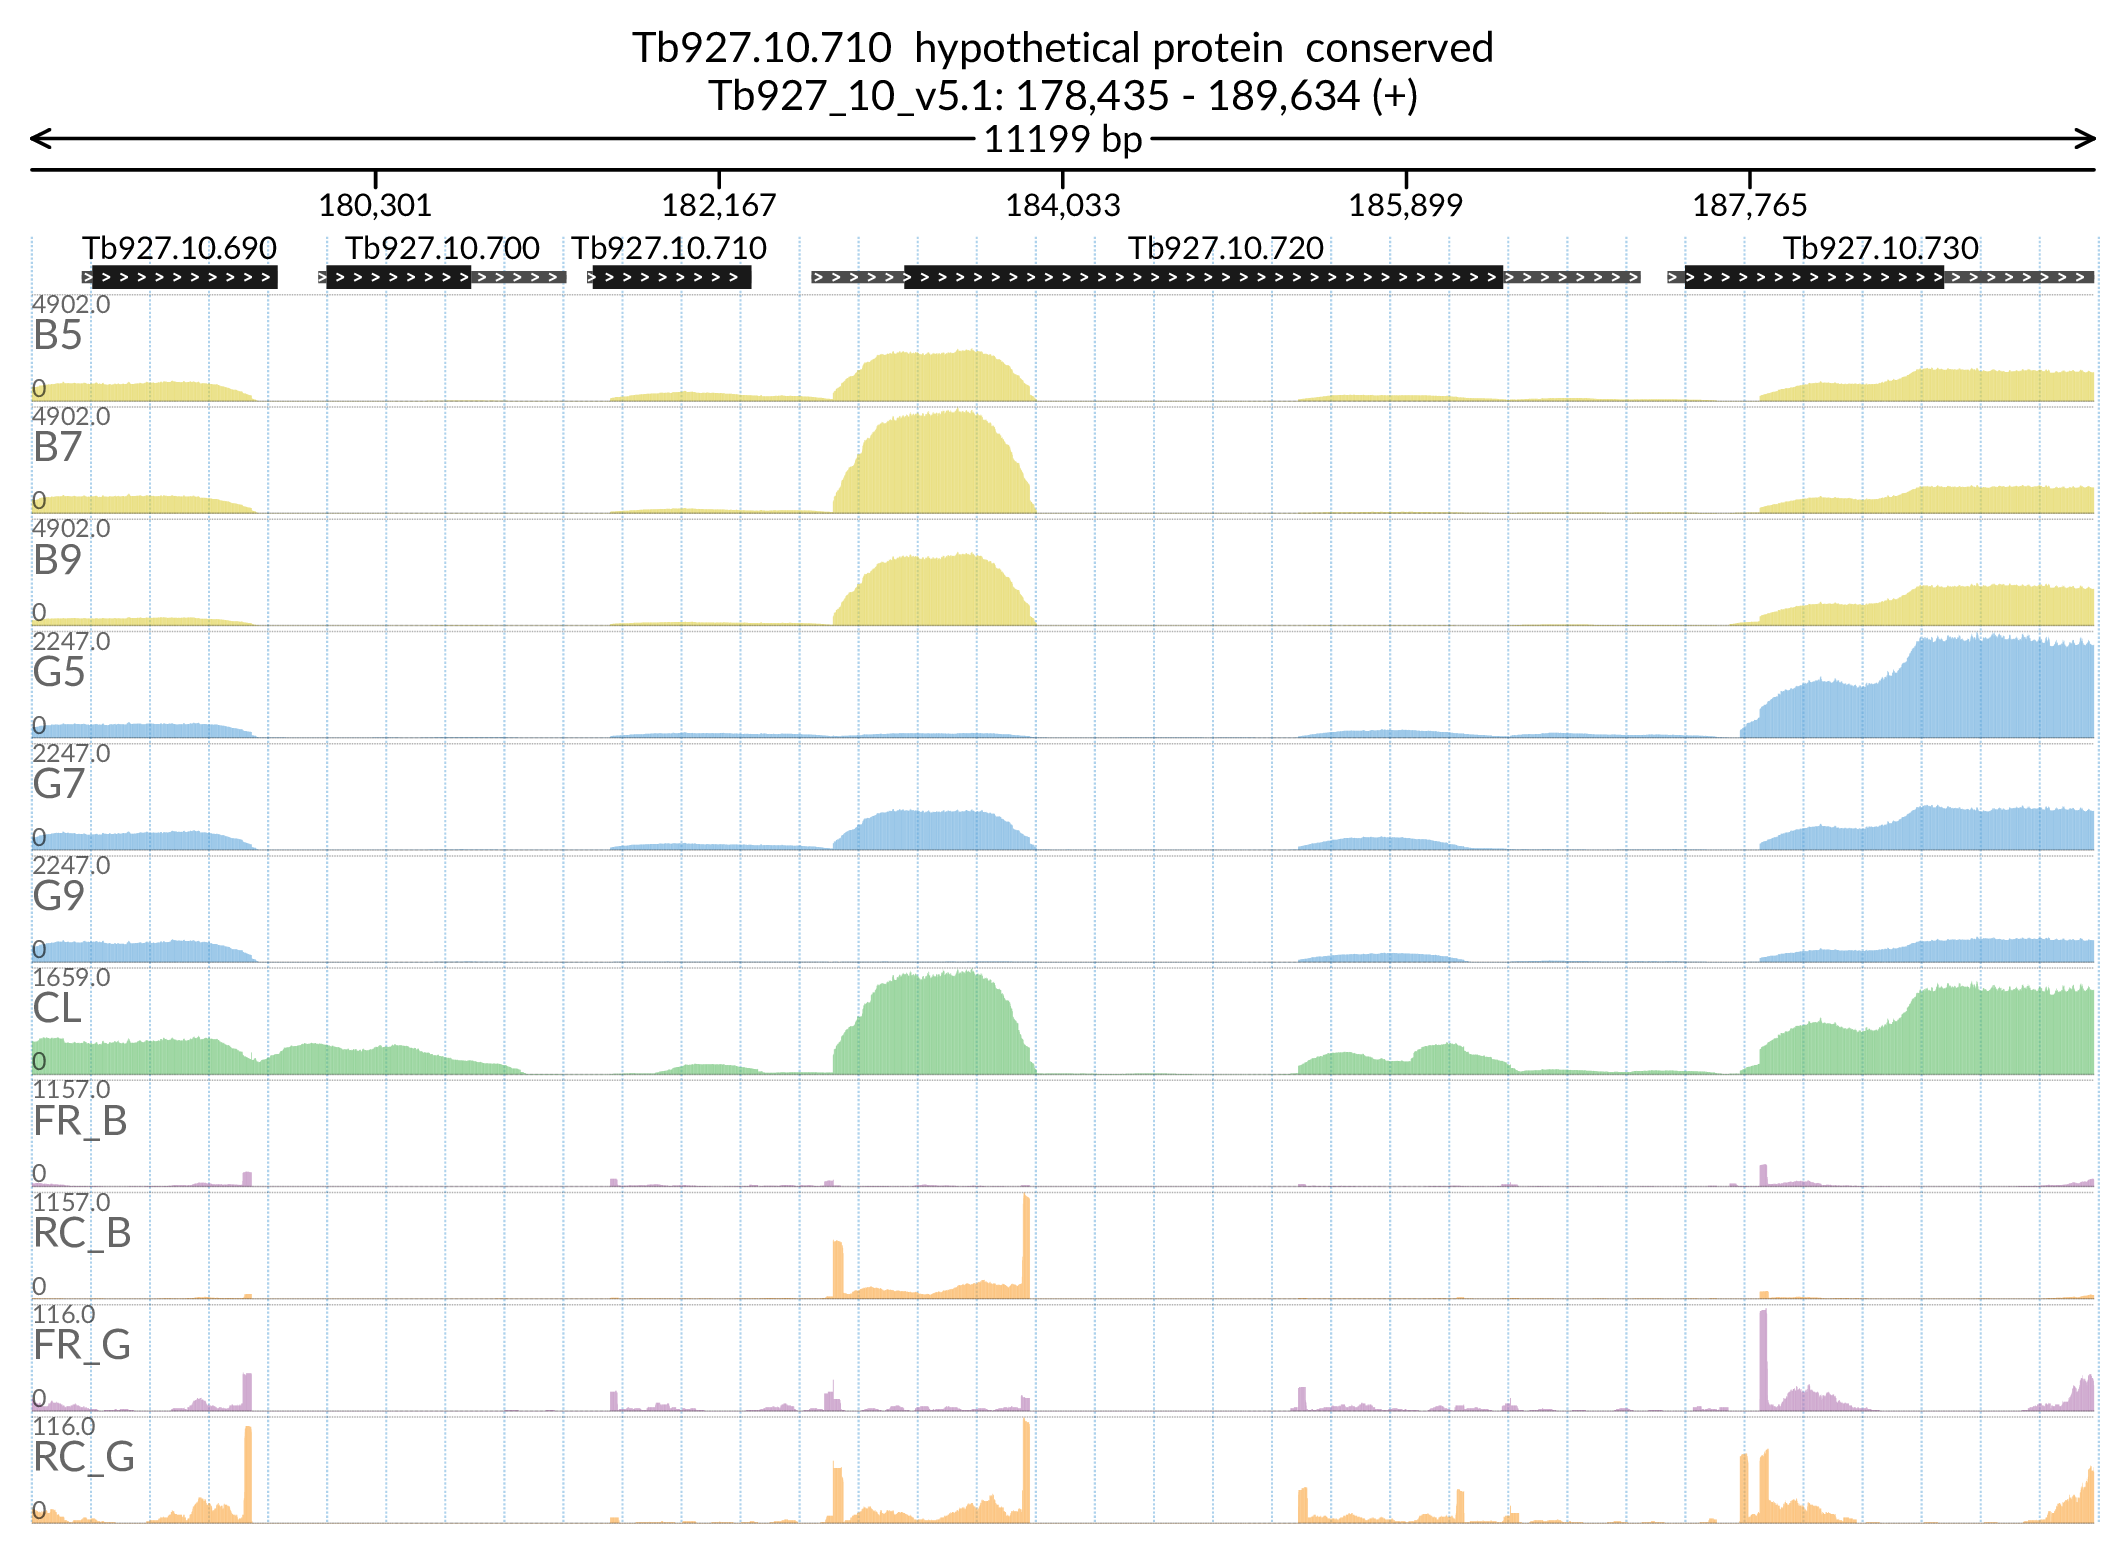 Tb927.10.710 hypothetical protein conserved
Tb927_10_v5.1: 178,435 - 189,634 (+)
11199 bp
180,301 182,167 184,033 185,899 187,765
Tb927.10.690 Tb927.10.700 Tb927.10.710 Tb927.10.720 Tb927.10.730
4902.0
B5
0
4902.0
B7
0
4902.0
B9
0
2247.0
G5
0
2247.0
G7
0
2247.0
G9
0
1659.0
CL
0
1157.0
FR_B
0
1157.0
RC_B
0
116.0
FR_G
0
116.0
RC_G
0